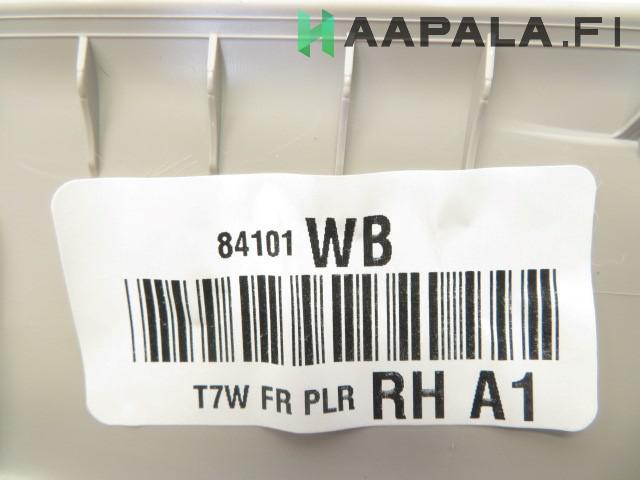 HAAPALA.FI
84101 WB
T7W FR PLR RH A1